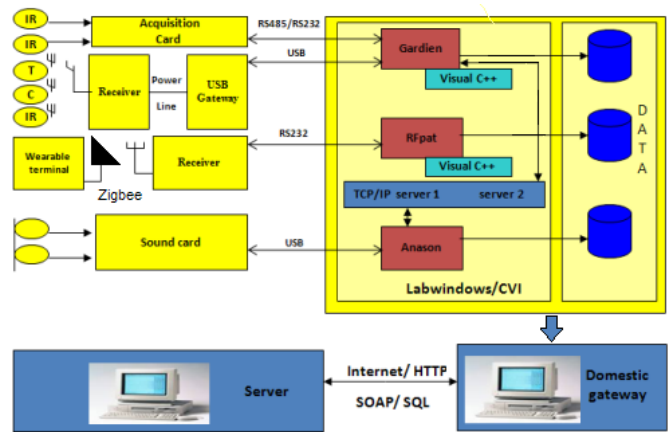 IR
Acquisition
Card
RS485/RS232
IR
USB
T
C
IR
Receiver
Power
Line
USB
Gateway
Gardien
Visual C++
RS232
Wearable
terminal
Zigbee
Receiver
RFpat
Visual C++
TCP/IP server 1 server 2
Sound card
USB
Anason
Labwindows/CVI
D
A
T
A
Server
Internet/ HTTP
SOAP/ SQL
Domestic
gateway